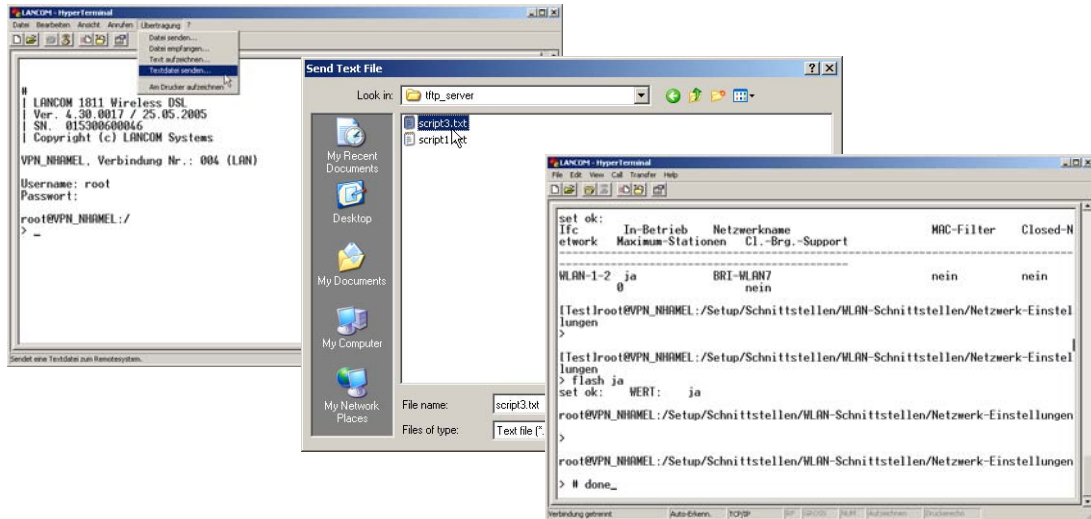 LANCOM - HyperTerminal
Datei Bearbeiten Ansicht Anrufen Übertragung ?
Datei senden...
Datei empfangen...
Text aufzeichnen...
Textdatei senden...
Am Drucker aufzeichnen
#
| LANCOM 1811 Wireless DSL
| Ver. 4.30.0017 / 25.05.2005
| SN. 015300600046
| Copyright (c) LANCOM Systems
VPN_NHAMEL, Verbindung Nr.: 004 (LAN)
Username: root
Passwort:
root@VPN_NHAMEL:/
> _
Sendet eine Textdatei zum Remotesystem.
Send Text File
Look in: tftp_server
script3.txt
script1.txt
My Recent
Documents
Desktop
My Documents
My Computer
My Network
Places
File name: script3.txt
Files of type: Text file (*.
LANCOM - HyperTerminal
File Edit View Call Transfer Help
set ok:
Ifc In-Betrieb Netzwerkname MAC-Filter Closed-N
etwork Maximum-Stationen Cl.-Brg.-Support
WLAN-1-2 ja BRI-WLAN7 nein nein
0 nein
[Test]root@VPN_NHAMEL:/Setup/Schnittstellen/WLAN-Schnittstellen/Netzwerk-Einstel
lungen
>
[Test]root@VPN_NHAMEL:/Setup/Schnittstellen/WLAN-Schnittstellen/Netzwerk-Einstel
lungen
> flash ja
set ok: WERT: ja
root@VPN_NHAMEL:/Setup/Schnittstellen/WLAN-Schnittstellen/Netzwerk-Einstellungen
>
root@VPN_NHAMEL:/Setup/Schnittstellen/WLAN-Schnittstellen/Netzwerk-Einstellungen
> # done_
Verbindung getrennt Auto-Erkenn. TCP/IP RF GROSS NUM Aufzeichnen Druckerecho